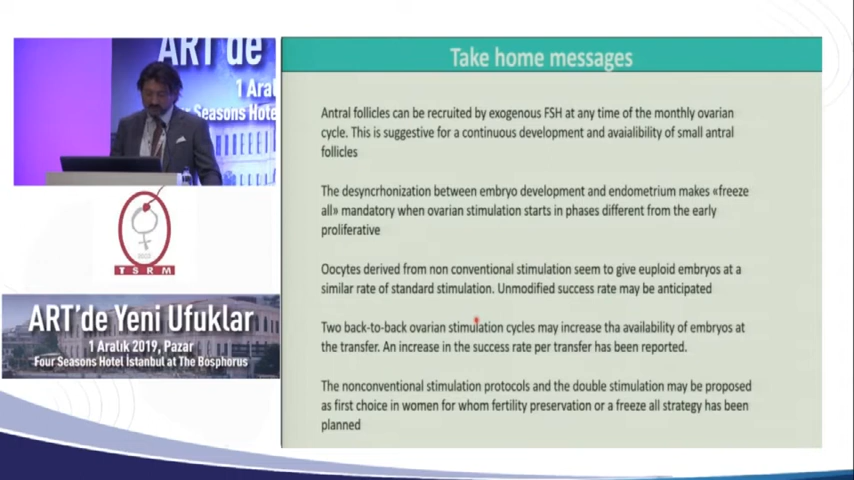 ART'de
1 Aral
r Seasons Hotel
T S R M
ART'de Yeni Ufuklar
1 Aralık 2019, Pazar
Four Seasons Hotel İstanbul at The Bosphorus
Take home messages
Antral follicles can be recruited by exogenous FSH at any time of the monthly ovarian
cycle. This is suggestive for a continuous development and avaialibility of small antral
follicles
The desyncrhonization between embryo development and endometrium makes «freeze
all» mandatory when ovarian stimulation starts in phases different from the early
proliferative
Oocytes derived from non conventional stimulation seem to give euploid embryos at a
similar rate of standard stimulation. Unmodified success rate may be anticipated
Two back-to-back ovarian stimulation cycles may increase tha availability of embryos at
the transfer. An increase in the success rate per transfer has been reported.
The nonconventional stimulation protocols and the double stimulation may be proposed
as first choice in women for whom fertility preservation or a freeze all strategy has been
planned